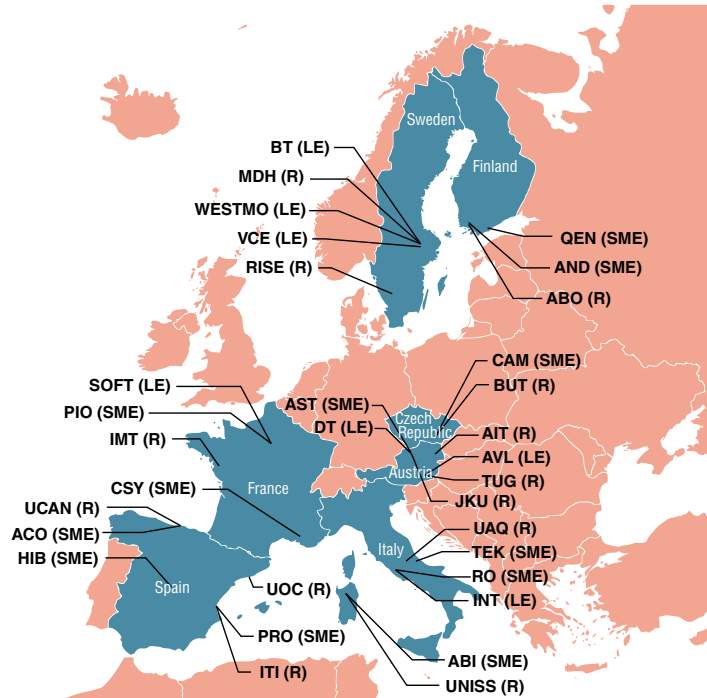 Sweden
BT (LE)
MDH (R)
Finland
WESTMO (LE)
VCE (LE)
QEN (SME)
RISE (R)
AND (SME)
ABO (R)
CAM (SME)
SOFT (LE)
BUT (R)
AST (SME)
PIO (SME)
Czech
Republic
DT (LE)
AIT (R)
IMT (R)
AVL (LE)
Austria
TUG (R)
France
CSY (SME)
JKU (R)
UCAN (R)
UAQ (R)
ACO (SME)
Italy
TEK (SME)
HIB (SME)
RO (SME)
Spain
UOC (R)
INT (LE)
PRO (SME)
ABI (SME)
ITI (R)
UNISS (R)